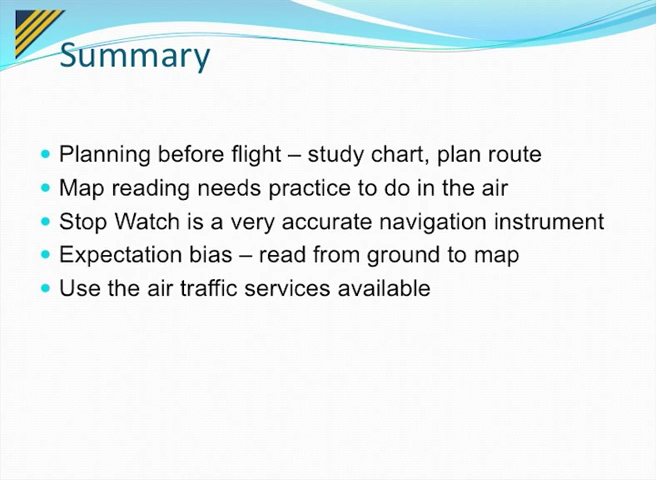 Summary
Planning before flight – study chart, plan route
Map reading needs practice to do in the air
Stop Watch is a very accurate navigation instrument
Expectation bias – read from ground to map
Use the air traffic services available